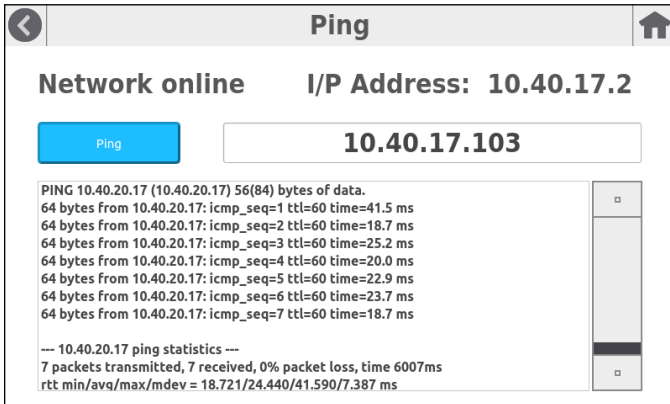 Ping
Network online I/P Address: 10.40.17.2
Ping 10.40.17.103
PING 10.40.20.17 (10.40.20.17) 56(84) bytes of data.
64 bytes from 10.40.20.17: icmp_seq=1 ttl=60 time=41.5 ms
64 bytes from 10.40.20.17: icmp_seq=2 ttl=60 time=18.7 ms
64 bytes from 10.40.20.17: icmp_seq=3 ttl=60 time=25.2 ms
64 bytes from 10.40.20.17: icmp_seq=4 ttl=60 time=20.0 ms
64 bytes from 10.40.20.17: icmp_seq=5 ttl=60 time=22.9 ms
64 bytes from 10.40.20.17: icmp_seq=6 ttl=60 time=23.7 ms
64 bytes from 10.40.20.17: icmp_seq=7 ttl=60 time=18.7 ms
--- 10.40.20.17 ping statistics ---
7 packets transmitted, 7 received, 0% packet loss, time 6007ms
rtt min/avg/max/mdev = 18.721/24.440/41.590/7.387 ms